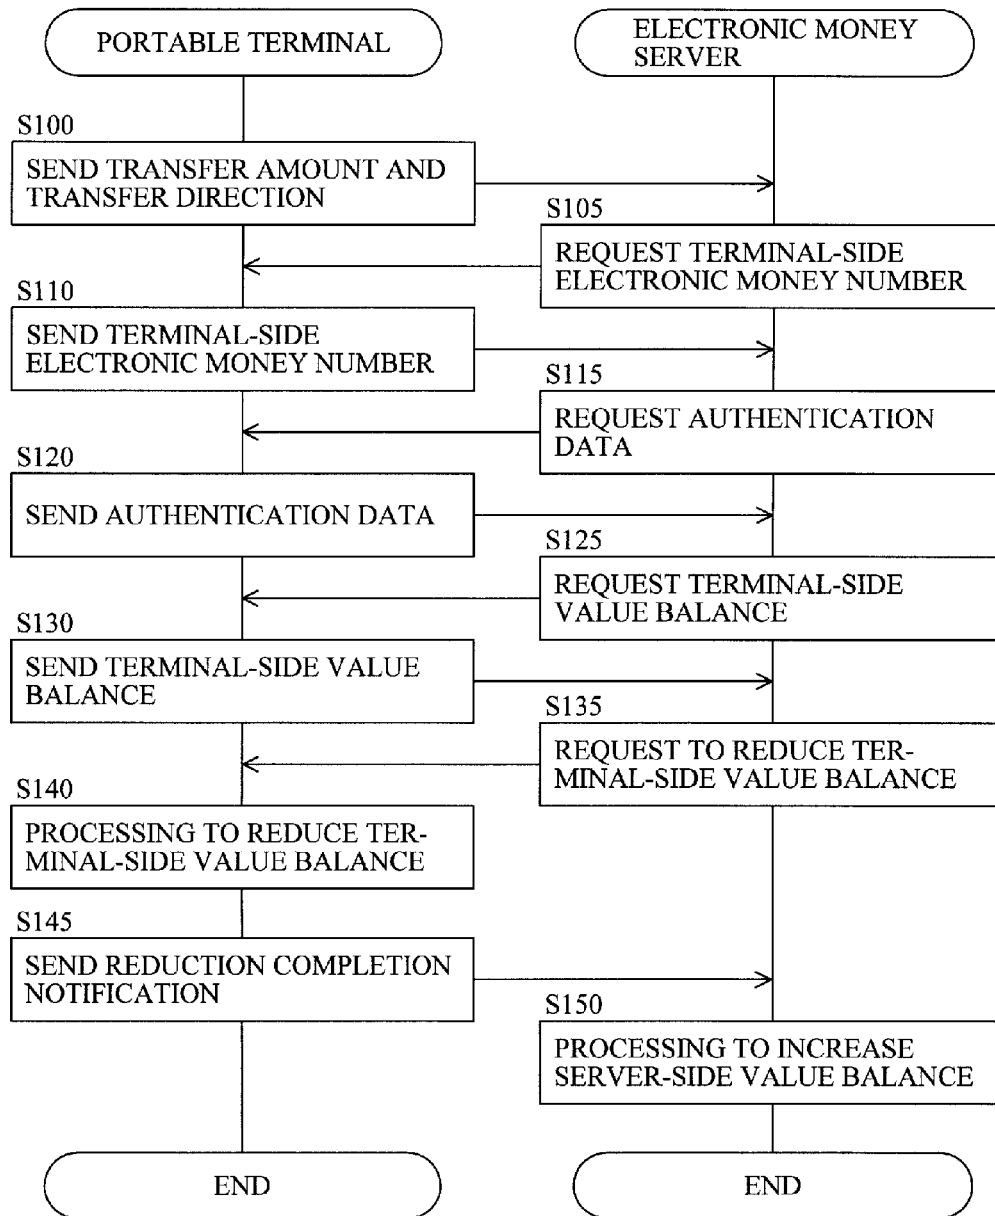 PORTABLE TERMINAL
ELECTRONIC MONEY
SERVER
S100
SEND TRANSFER AMOUNT AND
TRANSFER DIRECTION
S105
REQUEST TERMINAL-SIDE
ELECTRONIC MONEY NUMBER
S110
SEND TERMINAL-SIDE
ELECTRONIC MONEY NUMBER
S115
REQUEST AUTHENTICATION
DATA
S120
SEND AUTHENTICATION DATA
S125
REQUEST TERMINAL-SIDE
VALUE BALANCE
S130
SEND TERMINAL-SIDE VALUE
BALANCE
S135
REQUEST TO REDUCE TER-
MINAL-SIDE VALUE BALANCE
S140
PROCESSING TO REDUCE TER-
MINAL-SIDE VALUE BALANCE
S145
SEND REDUCTION COMPLETION
NOTIFICATION
S150
PROCESSING TO INCREASE
SERVER-SIDE VALUE BALANCE
END
END